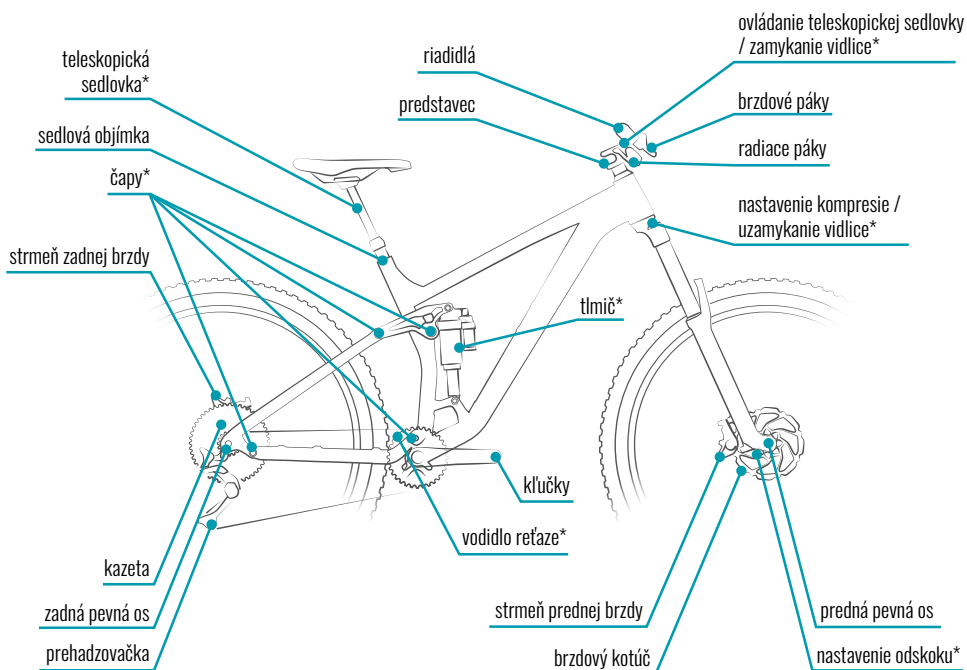 ovládanie teleskopickej sedlovky
/ zamykanie vidlice*
teleskopická
sedlovka*
riadidlá
predstavec
brzdové páky
sedlová objímka
radiace páky
čapy*
nastavenie kompresie /
uzamykanie vidlice*
strmeň zadnej brzdy
tlmič*
kľučky
vodidlo reťaze*
kazeta
zadná pevná os
strmeň prednej brzdy
predná pevná os
prehadzovačka
brzdový kotúč
nastavenie odskoku*